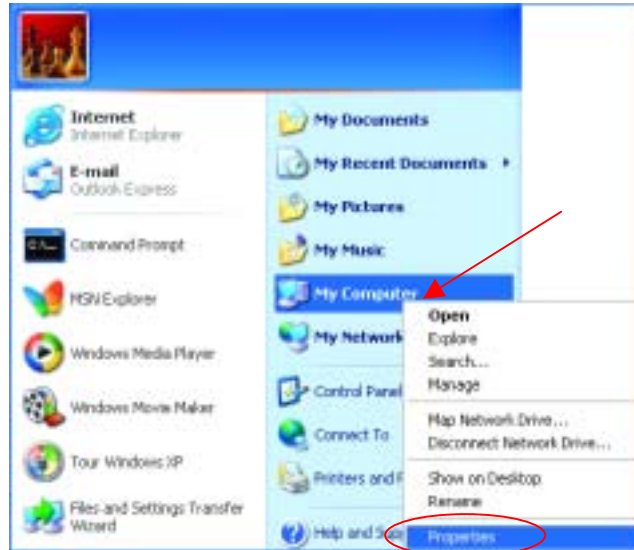 Internet
Internet Explorer
E-mail
Outlook Express
Command Prompt
MSN Explorer
Windows Media Player
Windows Movie Maker
Tour Windows XP
Files and Settings Transfer
Wizard
My Documents
My Recent Documents
My Pictures
My Music
My Computer
My Network
Control Panel
Connect To
Printers and F
Help and Sup
Open
Explore
Search...
Manage
Map Network Drive...
Disconnect Network Drive...
Show on Desktop
Rename
Properties